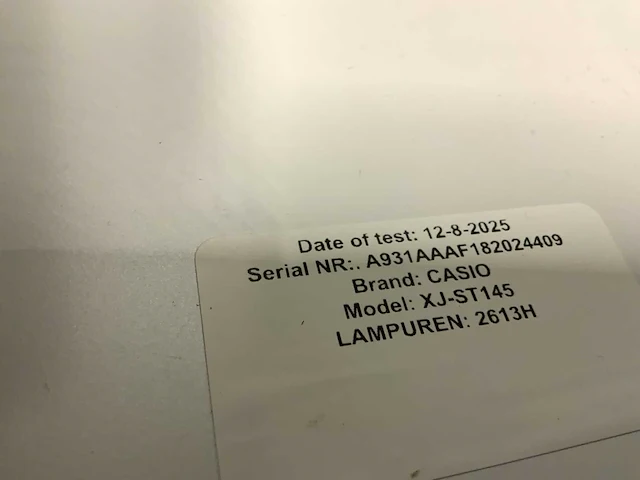 Date of test: 12-8-2025
Serial NR:. A931AAAF182024409
Brand: CASIO
Model: XJ-ST145
LAMPUREN: 2613H